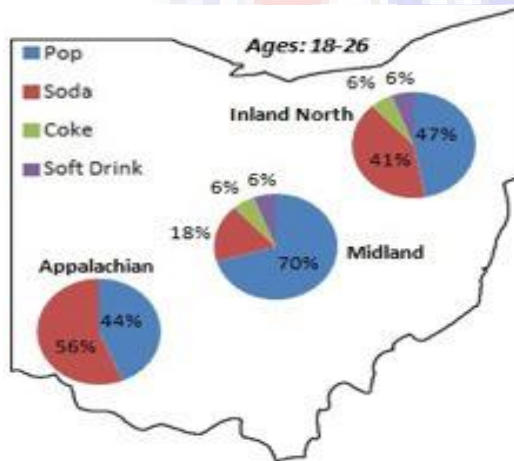 Ages: 18-26
Pop
Soda
Coke
Soft Drink
Inland North
6%
6%
47%
41%
Midland
6%
6%
18%
70%
Appalachian
44%
56%